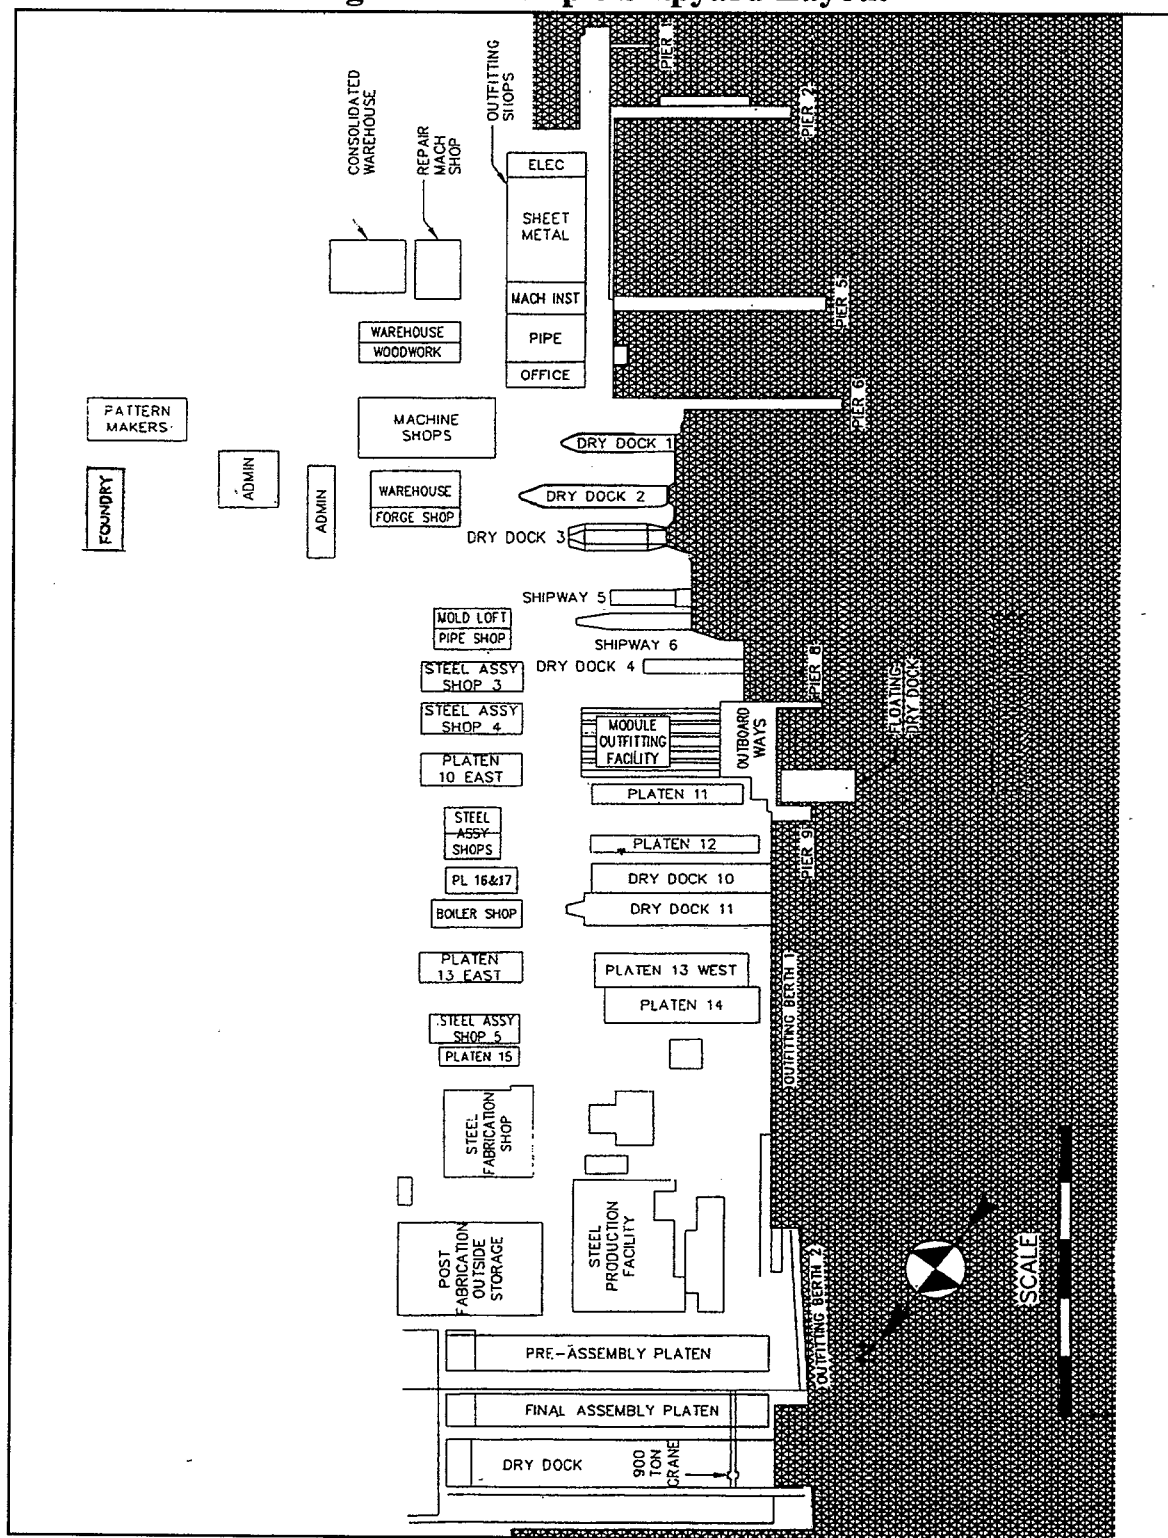 PIER 1
PIER 2
OUTFITTING
SHOPS
CONSOLIDATED
WAREHOUSE
REPAIR
MACH
SHOP
ELEC
SHEET
METAL
MACH INST
PIPE
OFFICE
PIER 5
WAREHOUSE
WOODWORK
PIER 6
PATTERN
MAKERS
MACHINE
SHOPS
DRY DOCK 1
ADMIN
FOUNDRY
ADMIN
WAREHOUSE
FORGE SHOP
DRY DOCK 2
DRY DOCK 3
SHIPWAY 5
MOLD LOFT
PIPE SHOP
SHIPWAY 6
STEEL ASSY
SHOP 3
DRY DOCK 4
PIER 8
FLOATING
DRY DOCK
STEEL ASSY
SHOP 4
MODULE
OUTFITTING
FACILITY
OUTBOARD
WAYS
PLATEN
10 EAST
PLATEN 11
STEEL
ASSY
SHOPS
PLATEN 12
PIER 9
PL 16&17
DRY DOCK 10
BOILER SHOP
DRY DOCK 11
PLATEN
13 EAST
PLATEN 13 WEST
PLATEN 14
OUTFITTING BERTH 1
STEEL ASSY
SHOP 5
PLATEN 15
STEEL
FABRICATION
SHOP
POST
FABRICATION
OUTSIDE
STORAGE
STEEL
PRODUCTION
FACILITY
OUTFITTING BERTH 2
SCALE
PRE-ASSEMBLY PLATEN
FINAL ASSEMBLY PLATEN
DRY DOCK
900
TON
CRANE